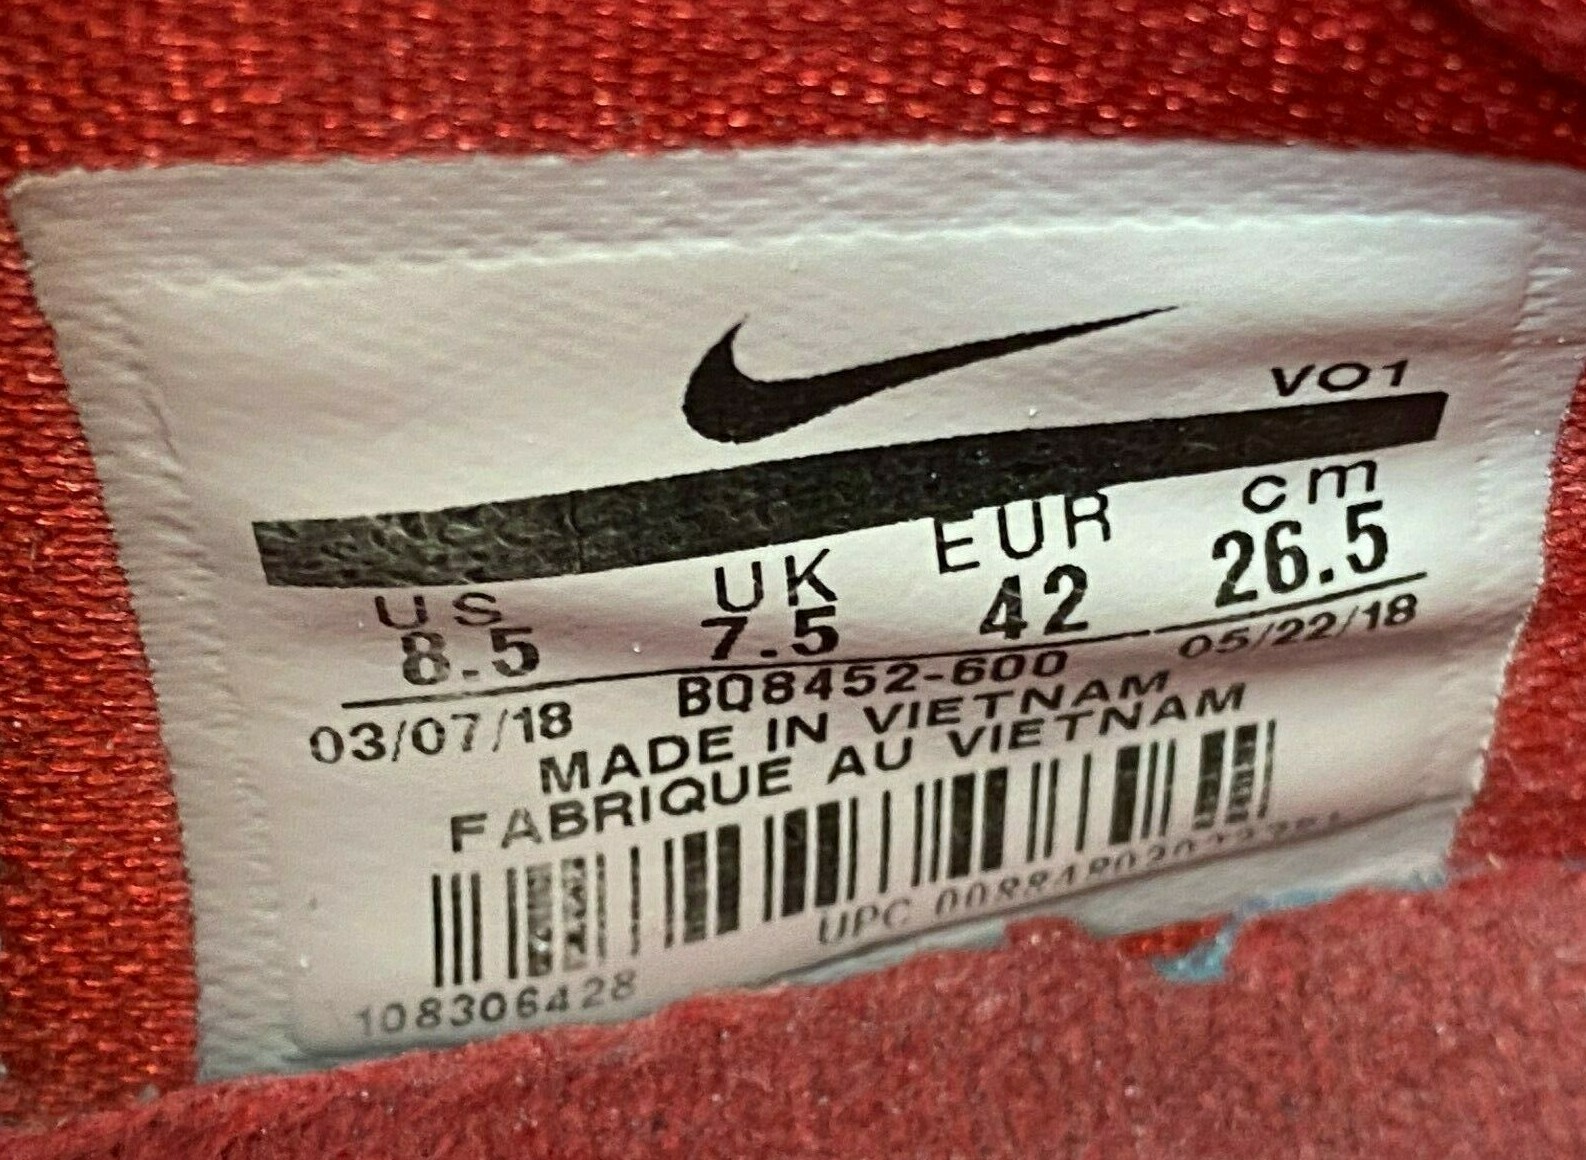 VO1
US UK EUR cm
8.5 7.5 42 26.5
03/07/18 BQ8452-600 05/22/18
MADE IN VIETNAM
FABRIQUE AU VIETNAM
UPC
108306428